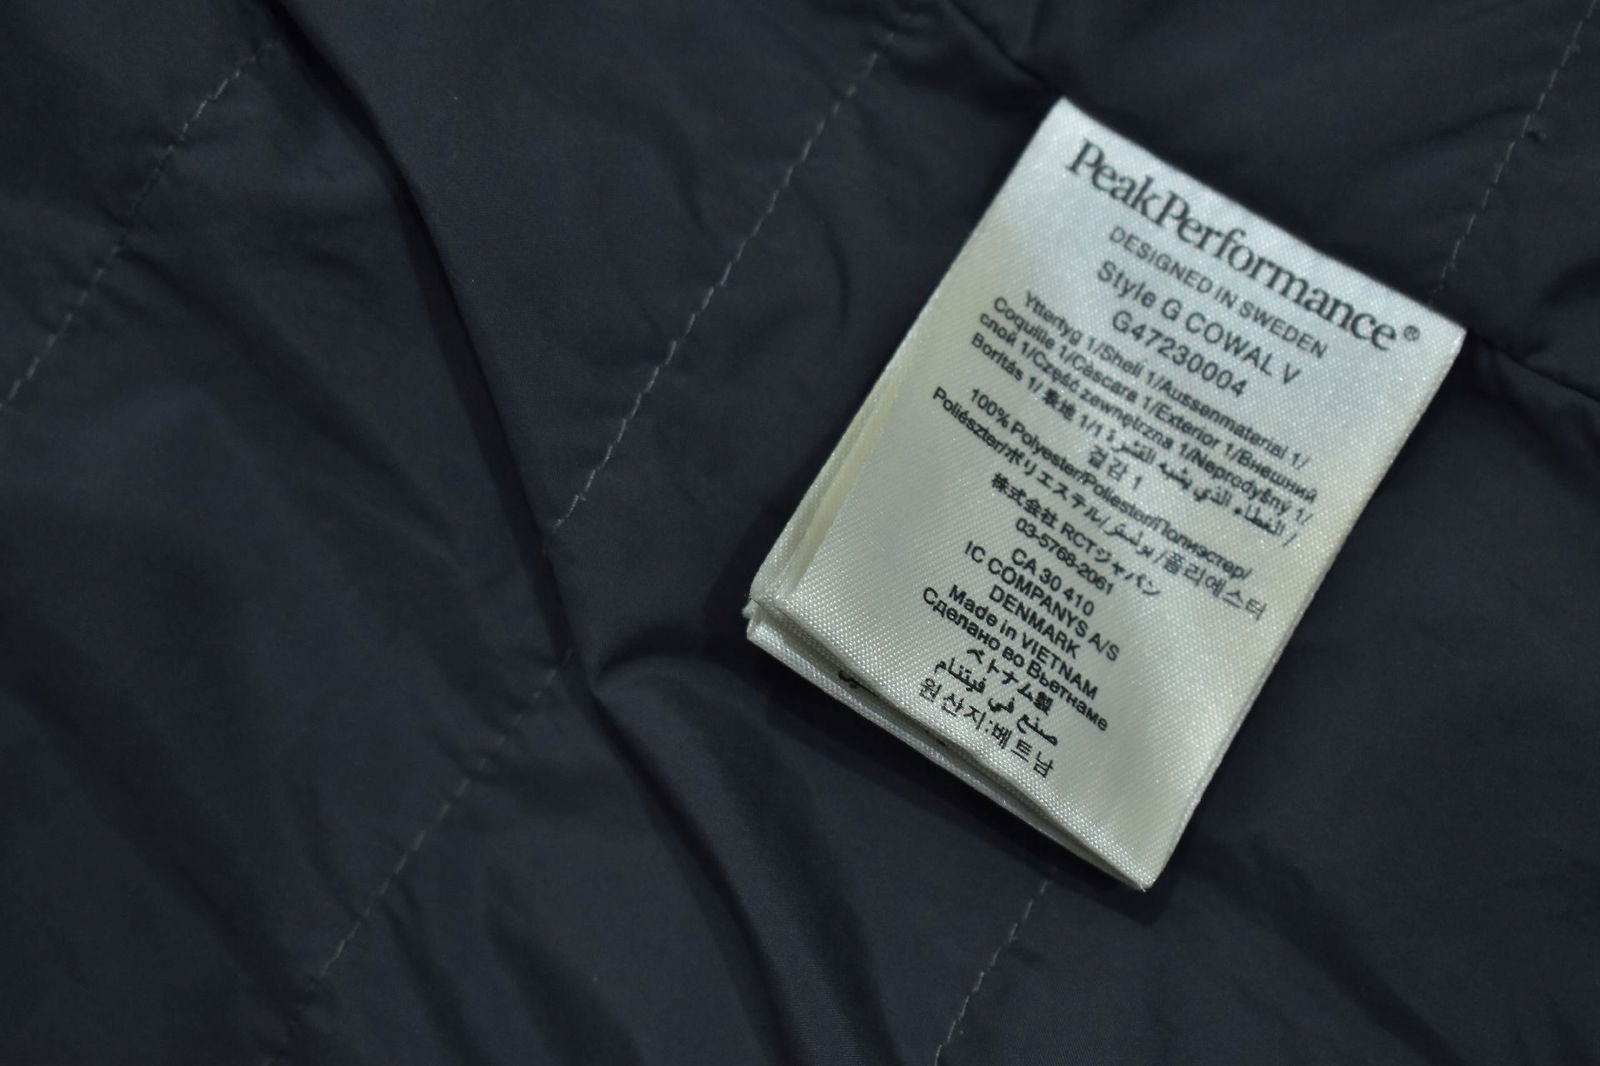 PeakPerformance®
DESIGNED IN SWEDEN
Style G COWAL V
G47230004
Yttertyg 1/Shell 1/Aussenmaterial 1/
Coquille 1/Càscara 1/Exterior 1/Внешний
слой 1/Część zewnętrzna 1/Neprodyšny 1/
Borítás 1/ 表地 1/1 الغطاء الذي يشبه القشرة /
겉감 1
100% Polyester/Poliester/Полиэстер/
Poliészter/ポリエステル/بوليستر/폴리에스터
株式会社 RCTジャパン
03-5768-2061
CA 30 410
IC COMPANYS A/S
DENMARK
Made in VIETNAM
Сделано во Вьетнаме
ベトナム製
صنع في فيتنام
원산지:베트남